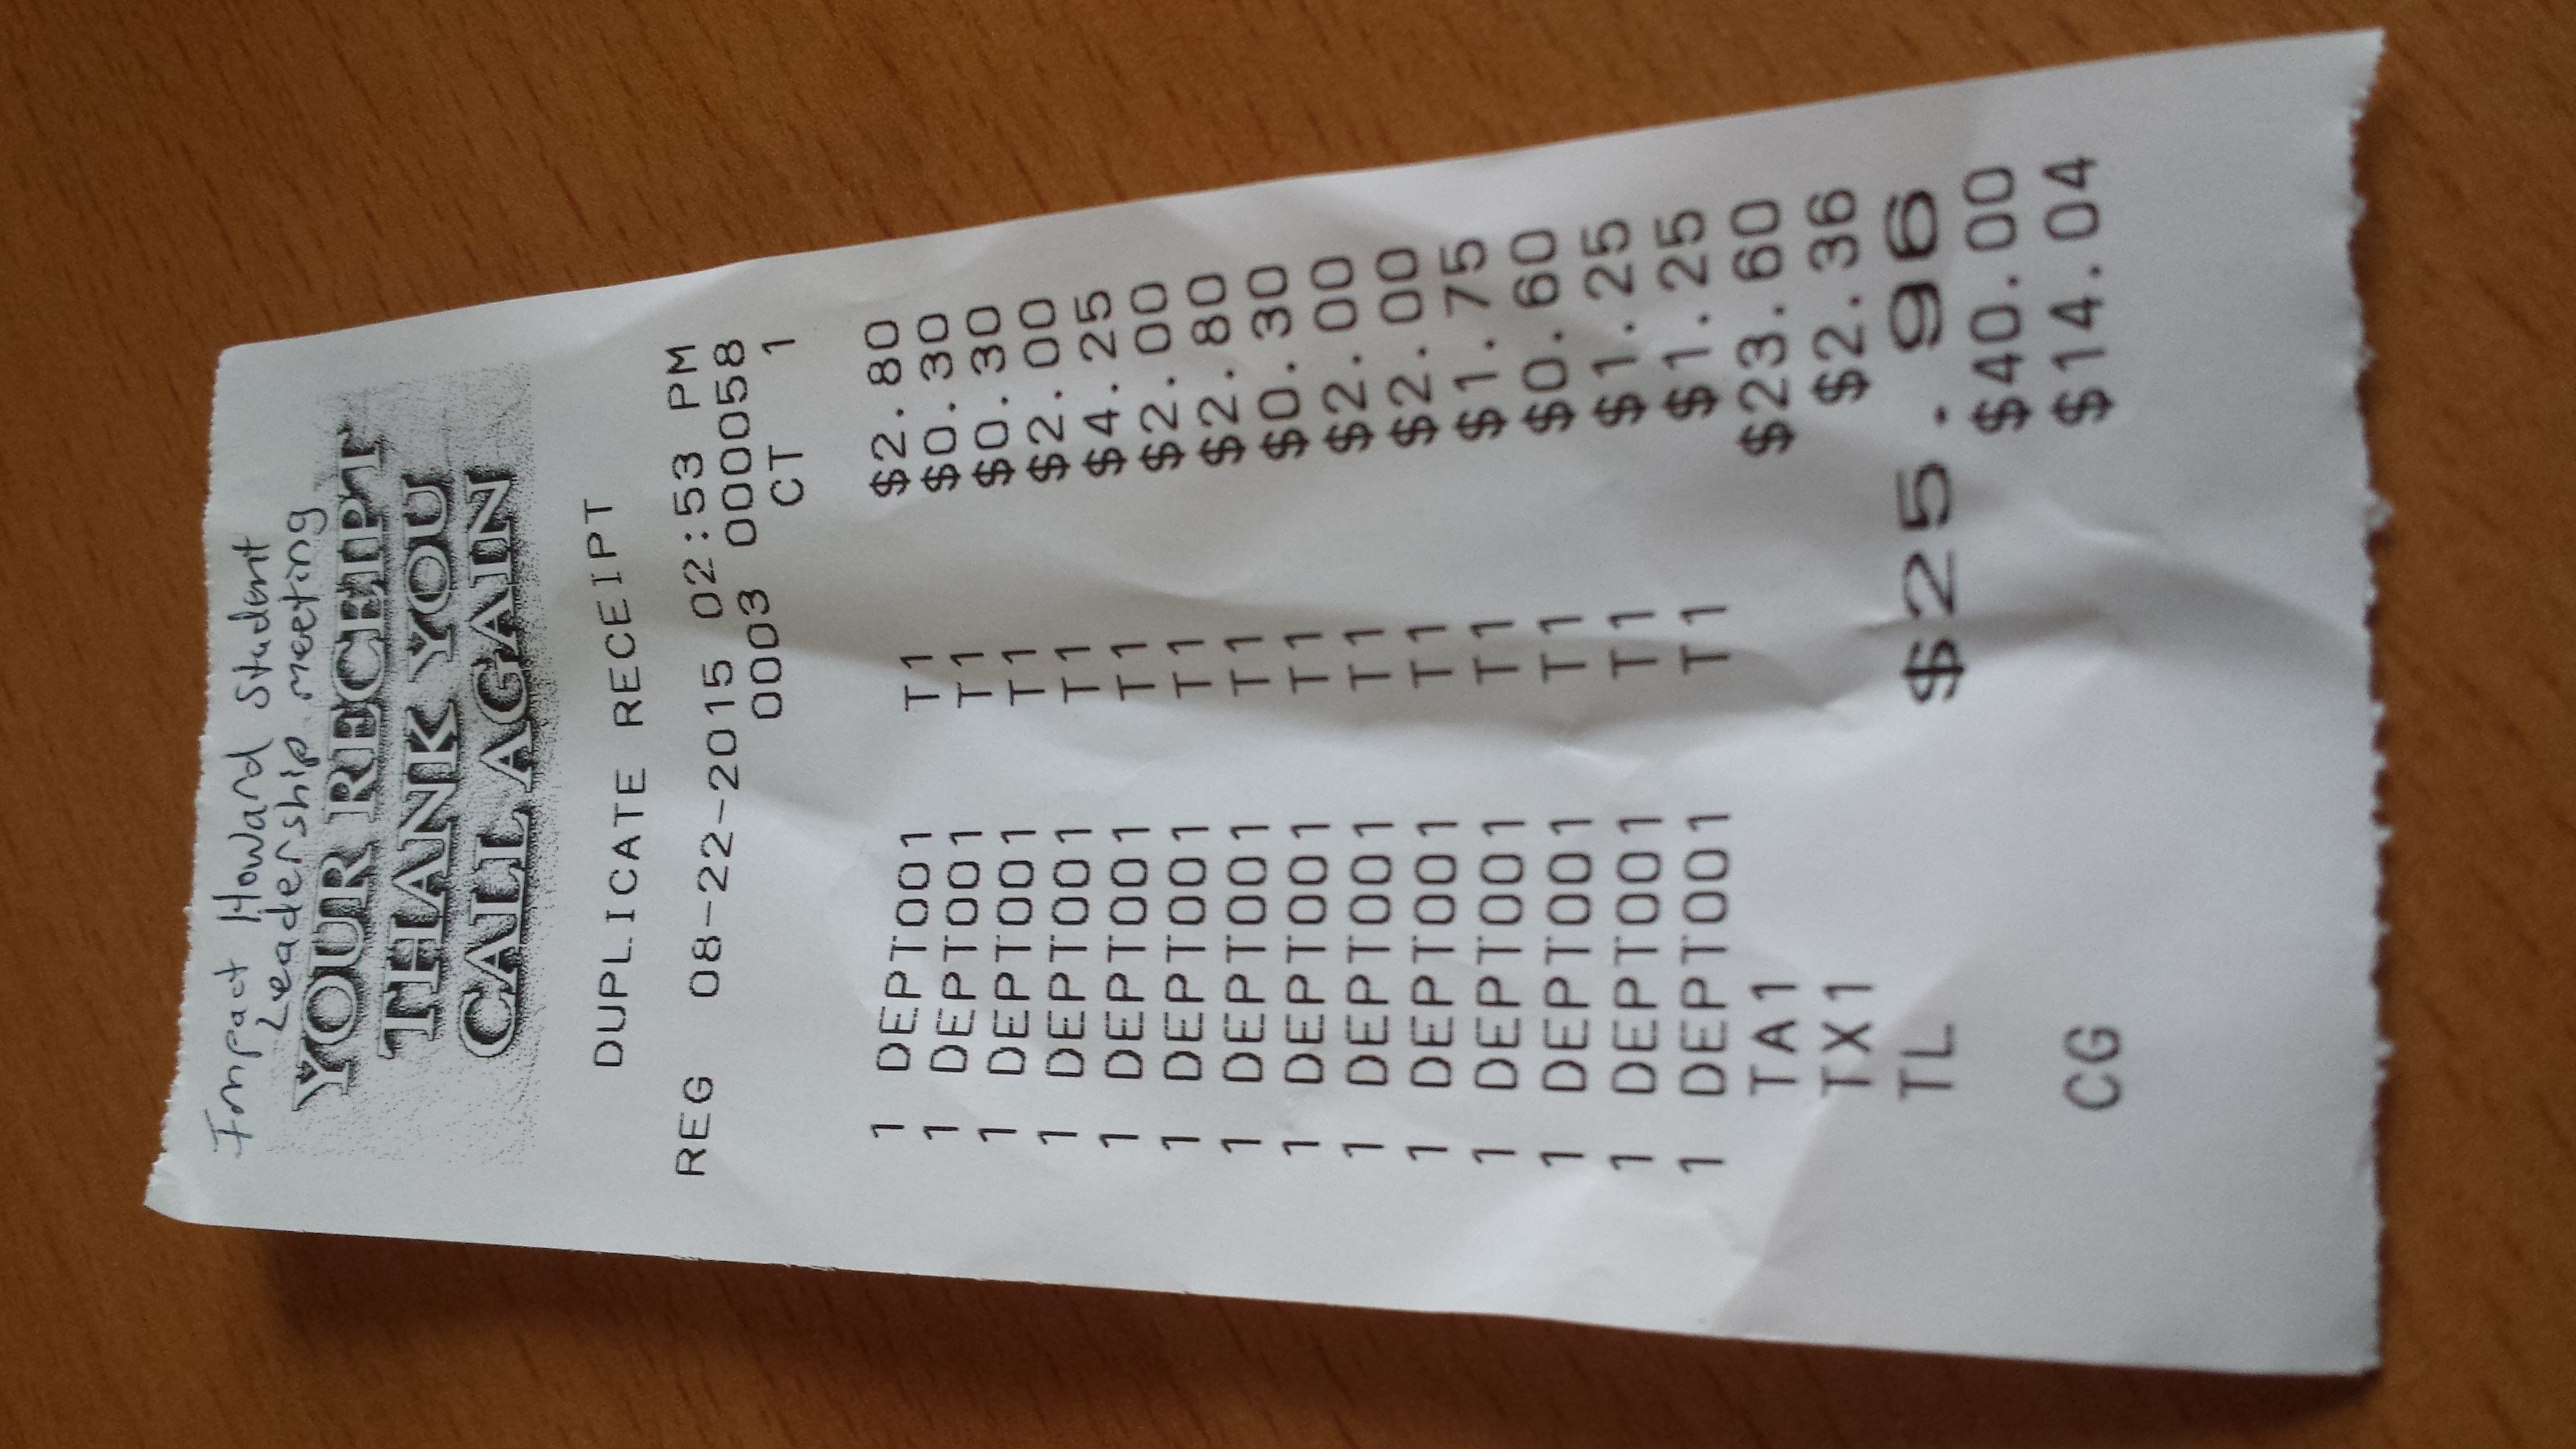 Impact Howard Student
Leadership meeting
YOUR RECEIPT
THANK YOU
CALL AGAIN
DUPLICATE RECEIPT
REG 08-22-2015 02:53 PM
0003 000058
CT 1
1 DEPT001 T1 $2.80
1 DEPT001 T1 $0.30
1 DEPT001 T1 $0.30
1 DEPT001 T1 $2.00
1 DEPT001 T1 $4.25
1 DEPT001 T1 $2.00
1 DEPT001 T1 $2.80
1 DEPT001 T1 $0.30
1 DEPT001 T1 $2.00
1 DEPT001 T1 $2.00
1 DEPT001 T1 $1.75
1 DEPT001 T1 $0.60
1 DEPT001 T1 $1.25
1 DEPT001 T1 $1.25
TA1 $23.60
TX1 $2.36
TL $25.96
$40.00
CG $14.04